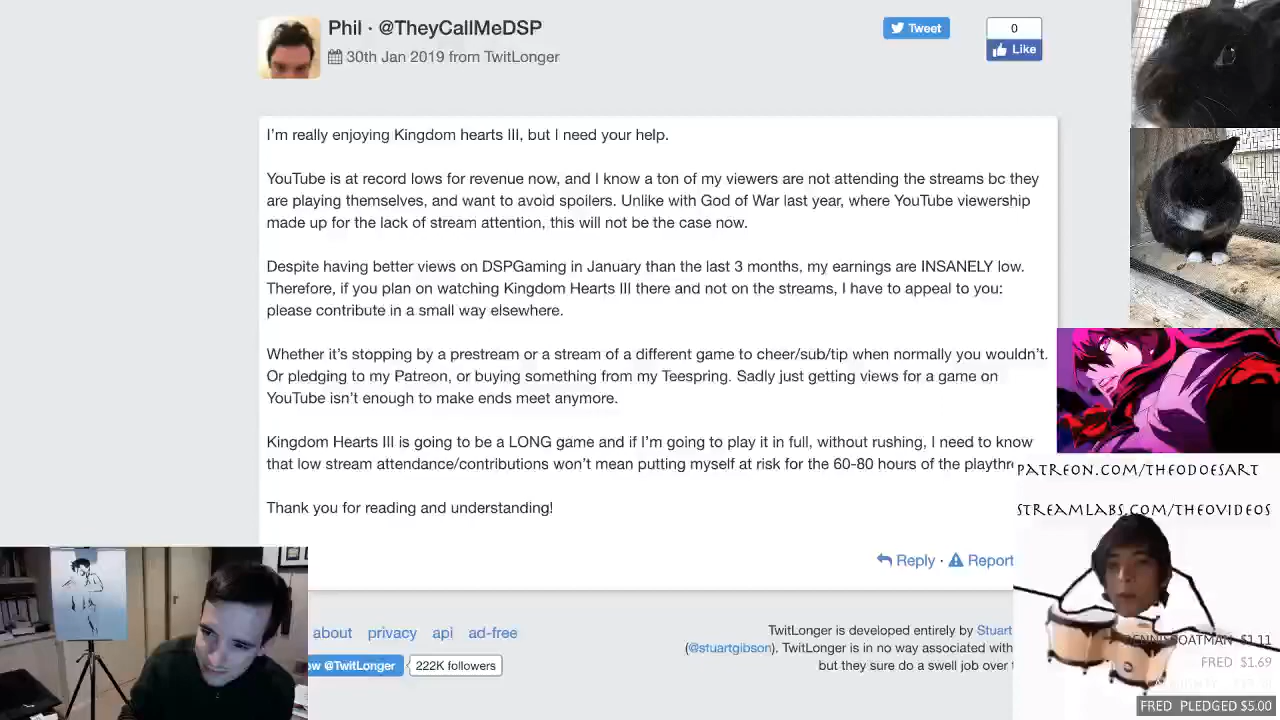 Phil · @TheyCallMeDSP
30th Jan 2019 from TwitLonger
Tweet
0
Like
I'm really enjoying Kingdom hearts III, but I need your help.
YouTube is at record lows for revenue now, and I know a ton of my viewers are not attending the streams bc they
are playing themselves, and want to avoid spoilers. Unlike with God of War last year, where YouTube viewership
made up for the lack of stream attention, this will not be the case now.
Despite having better views on DSPGaming in January than the last 3 months, my earnings are INSANELY low.
Therefore, if you plan on watching Kingdom Hearts III there and not on the streams, I have to appeal to you:
please contribute in a small way elsewhere.
Whether it's stopping by a prestream or a stream of a different game to cheer/sub/tip when normally you wouldn't.
Or pledging to my Patreon, or buying something from my Teespring. Sadly just getting views for a game on
YouTube isn't enough to make ends meet anymore.
Kingdom Hearts III is going to be a LONG game and if I'm going to play it in full, without rushing, I need to know
that low stream attendance/contributions won't mean putting myself at risk for the 60-80 hours of the playthr
Thank you for reading and understanding!
Reply · Report
PATREON.COM/THEODOESART
STREAMLABS.COM/THEOVIDEOS
about privacy api ad-free
ow @TwitLonger 222K followers
TwitLonger is developed entirely by Stuart
(@stuartgibson). TwitLonger is in no way associated with
but they sure do a swell job over t
$1.11
FRED $1.69
FRED PLEDGED $5.00